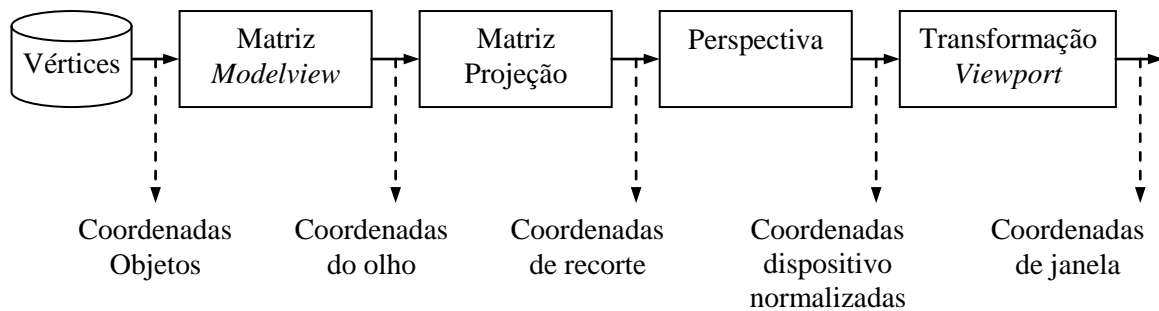 Vértices
Matriz
Modelview
Matriz
Projeção
Perspectiva
Transformação
Viewport
Coordenadas
Objetos
Coordenadas
do olho
Coordenadas
de recorte
Coordenadas
dispositivo
normalizadas
Coordenadas
de janela